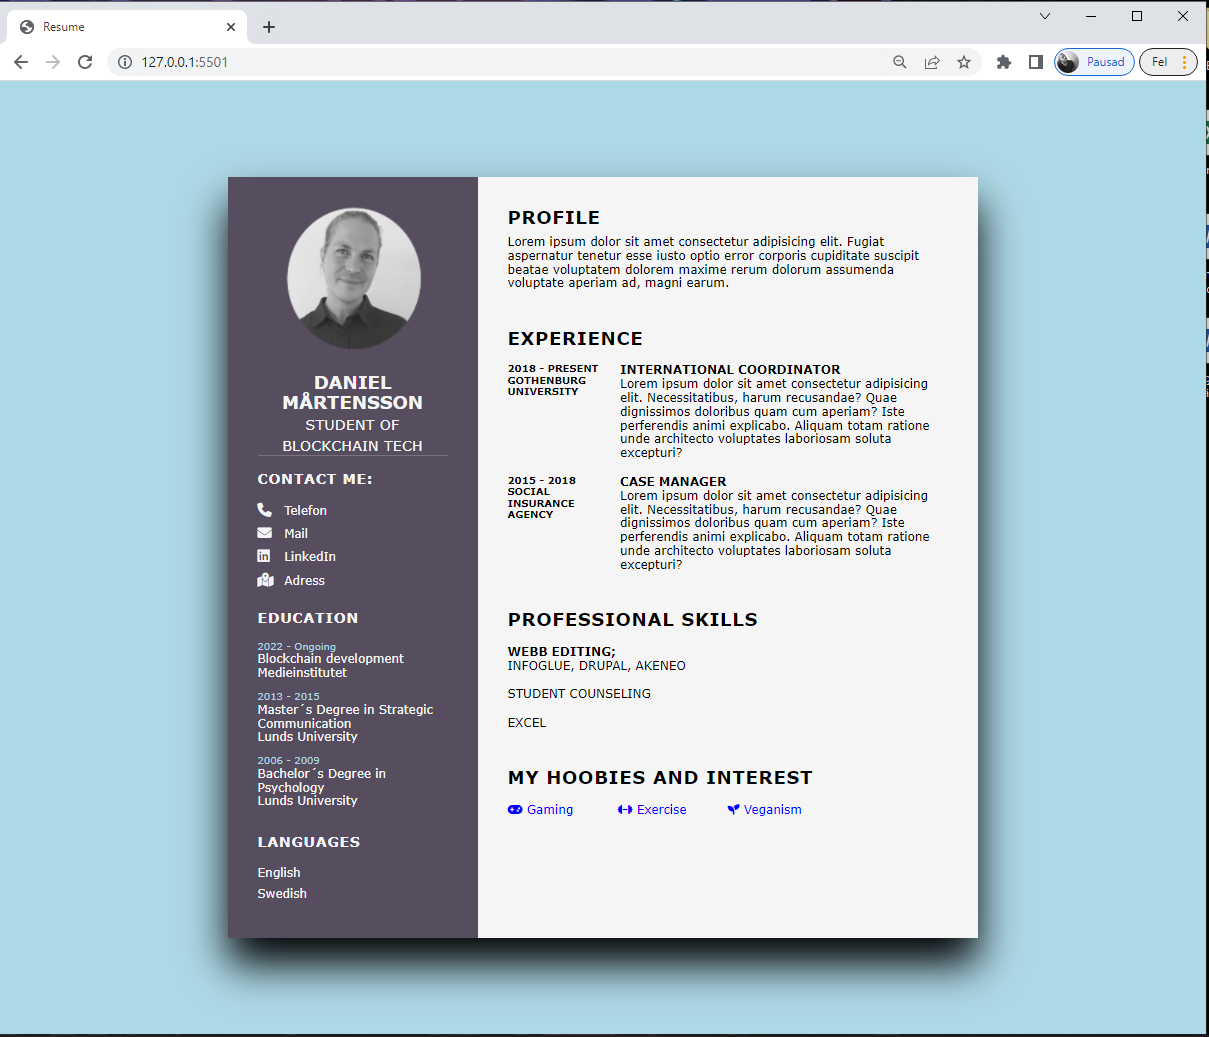 Resume
127.0.0.1:5501
Pausad
Fel
DANIEL
MÅRTENSSON
STUDENT OF
BLOCKCHAIN TECH
CONTACT ME:
Telefon
Mail
LinkedIn
Adress
EDUCATION
2022 - Ongoing
Blockchain development
Medieinstitutet
2013 - 2015
Master´s Degree in Strategic
Communication
Lunds University
2006 - 2009
Bachelor´s Degree in
Psychology
Lunds University
LANGUAGES
English
Swedish
PROFILE
Lorem ipsum dolor sit amet consectetur adipisicing elit. Fugiat
aspernatur tenetur esse iusto optio error corporis cupiditate suscipit
beatae voluptatem dolorem maxime rerum dolorum assumenda
voluptate aperiam ad, magni earum.
EXPERIENCE
2018 - PRESENT
GOTHENBURG
UNIVERSITY
INTERNATIONAL COORDINATOR
Lorem ipsum dolor sit amet consectetur adipisicing
elit. Necessitatibus, harum recusandae? Quae
dignissimos doloribus quam cum aperiam? Iste
perferendis animi explicabo. Aliquam totam ratione
unde architecto voluptates laboriosam soluta
excepturi?
2015 - 2018
SOCIAL
INSURANCE
AGENCY
CASE MANAGER
Lorem ipsum dolor sit amet consectetur adipisicing
elit. Necessitatibus, harum recusandae? Quae
dignissimos doloribus quam cum aperiam? Iste
perferendis animi explicabo. Aliquam totam ratione
unde architecto voluptates laboriosam soluta
excepturi?
PROFESSIONAL SKILLS
WEBB EDITING;
INFOGLUE, DRUPAL, AKENEO
STUDENT COUNSELING
EXCEL
MY HOOBIES AND INTEREST
Gaming
Exercise
Veganism